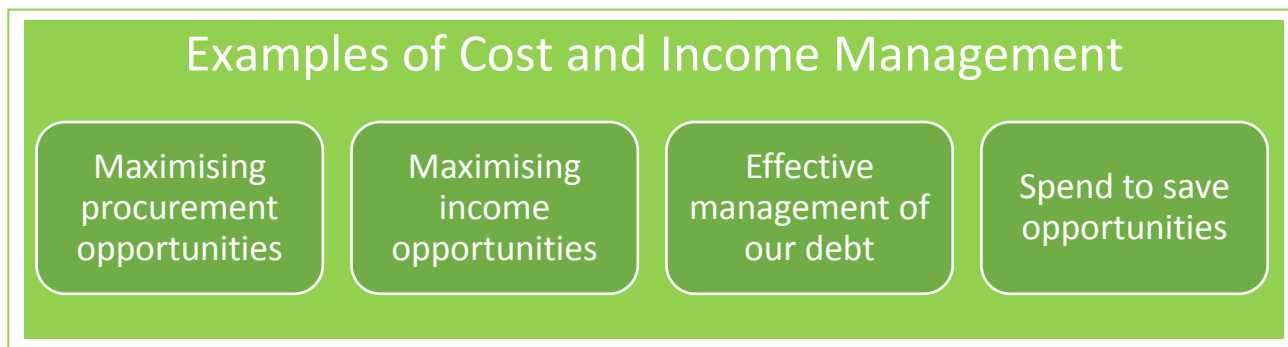 Examples of Cost and Income Management
Maximising
procurement
opportunities
Maximising
income
opportunities
Effective
management of
our debt
Spend to save
opportunities